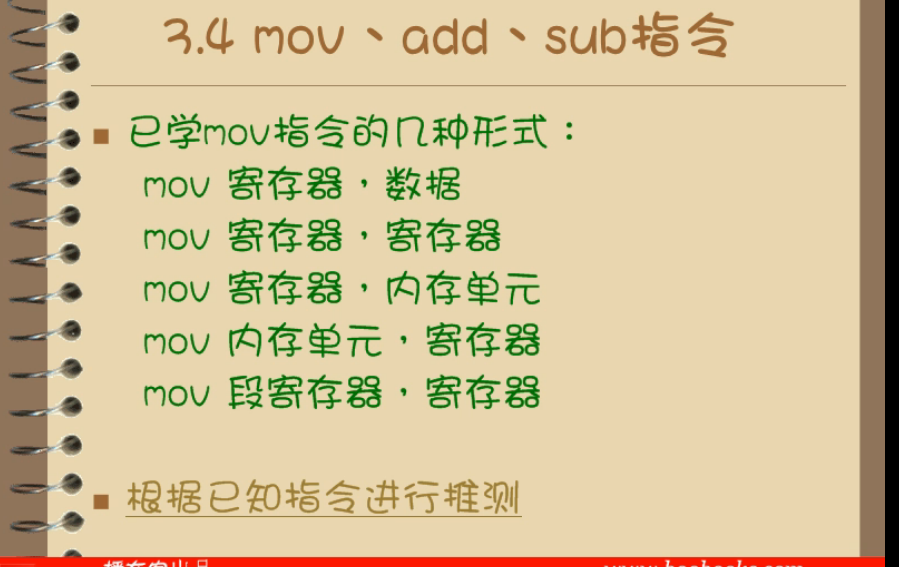 3.4 mov、add、sub指令
■ 已学mov指令的几种形式：
mov 寄存器，数据
mov 寄存器，寄存器
mov 寄存器，内存单元
mov 内存单元，寄存器
mov 段寄存器，寄存器
■ 根据已知指令进行推测